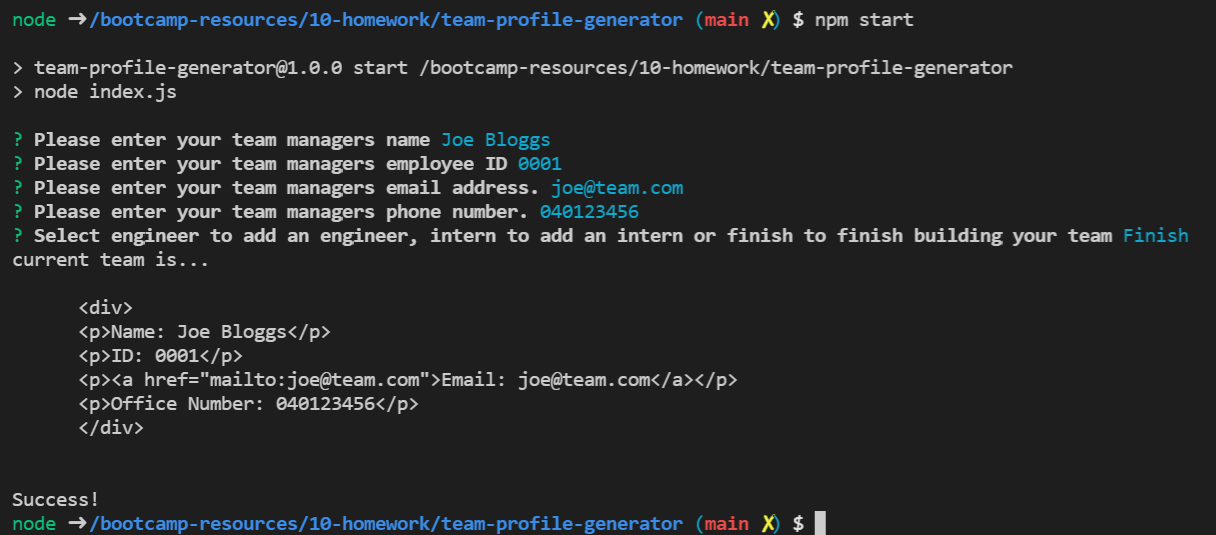 node ➜/bootcamp-resources/10-homework/team-profile-generator (main ✗) $ npm start
> team-profile-generator@1.0.0 start /bootcamp-resources/10-homework/team-profile-generator
> node index.js
? Please enter your team managers name Joe Bloggs
? Please enter your team managers employee ID 0001
? Please enter your team managers email address. joe@team.com
? Please enter your team managers phone number. 040123456
? Select engineer to add an engineer, intern to add an intern or finish to finish building your team Finish
current team is...
<div>
<p>Name: Joe Bloggs</p>
<p>ID: 0001</p>
<p><a href="mailto:joe@team.com">Email: joe@team.com</a></p>
<p>Office Number: 040123456</p>
</div>
Success!
node ➜/bootcamp-resources/10-homework/team-profile-generator (main ✗) $